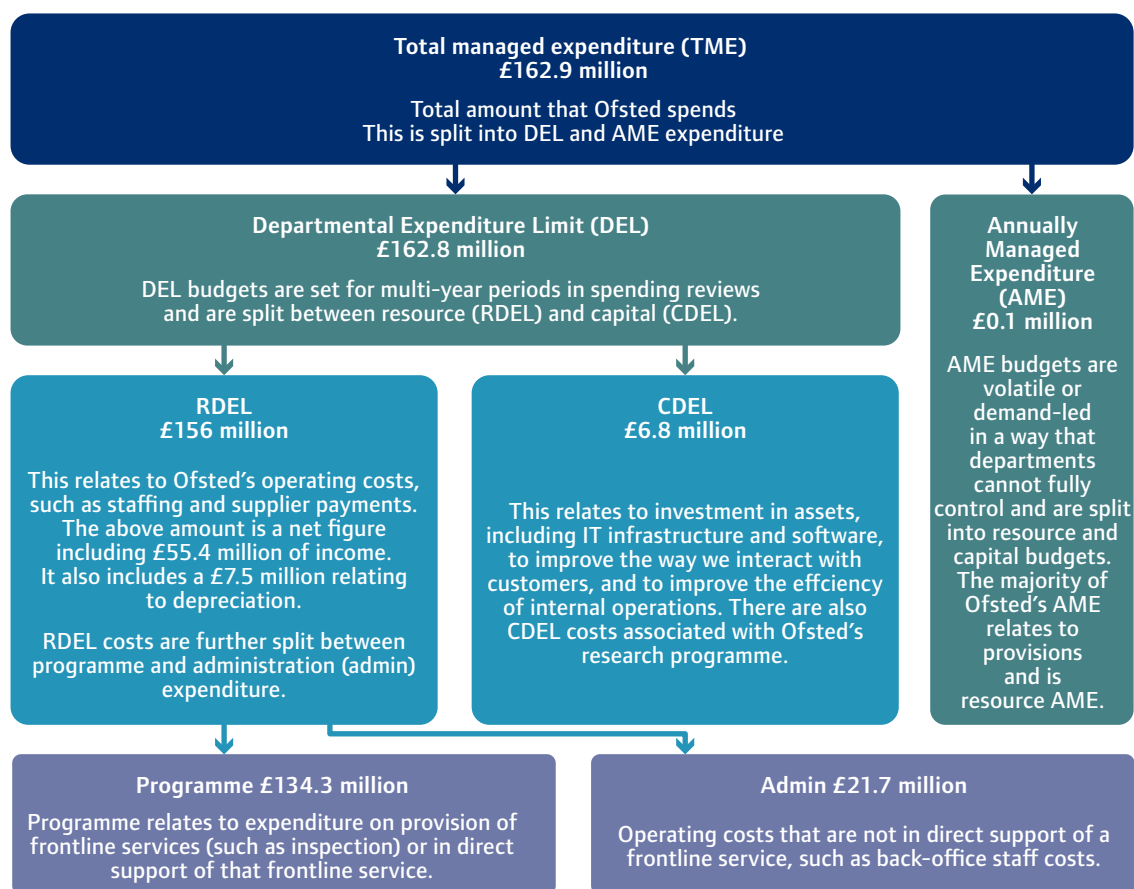 Total managed expenditure (TME)
£162.9 million
Total amount that Ofsted spends
This is split into DEL and AME expenditure
Departmental Expenditure Limit (DEL)
£162.8 million
DEL budgets are set for multi-year periods in spending reviews
and are split between resource (RDEL) and capital (CDEL).
Annually
Managed
Expenditure
(AME)
£0.1 million
AME budgets are
volatile or
demand-led
in a way that
departments
cannot fully
control and are split
into resource and
capital budgets.
The majority of
Ofsted’s AME
relates to
provisions
and is
resource AME.
RDEL
£156 million
This relates to Ofsted’s operating costs,
such as staffing and supplier payments.
The above amount is a net figure
including £55.4 million of income.
It also includes a £7.5 million relating
to depreciation.
RDEL costs are further split between
programme and administration (admin)
expenditure.
CDEL
£6.8 million
This relates to investment in assets,
including IT infrastructure and software,
to improve the way we interact with
customers, and to improve the effciency
of internal operations. There are also
CDEL costs associated with Ofsted’s
research programme.
Programme £134.3 million
Programme relates to expenditure on provision of
frontline services (such as inspection) or in direct
support of that frontline service.
Admin £21.7 million
Operating costs that are not in direct support of a
frontline service, such as back-office staff costs.